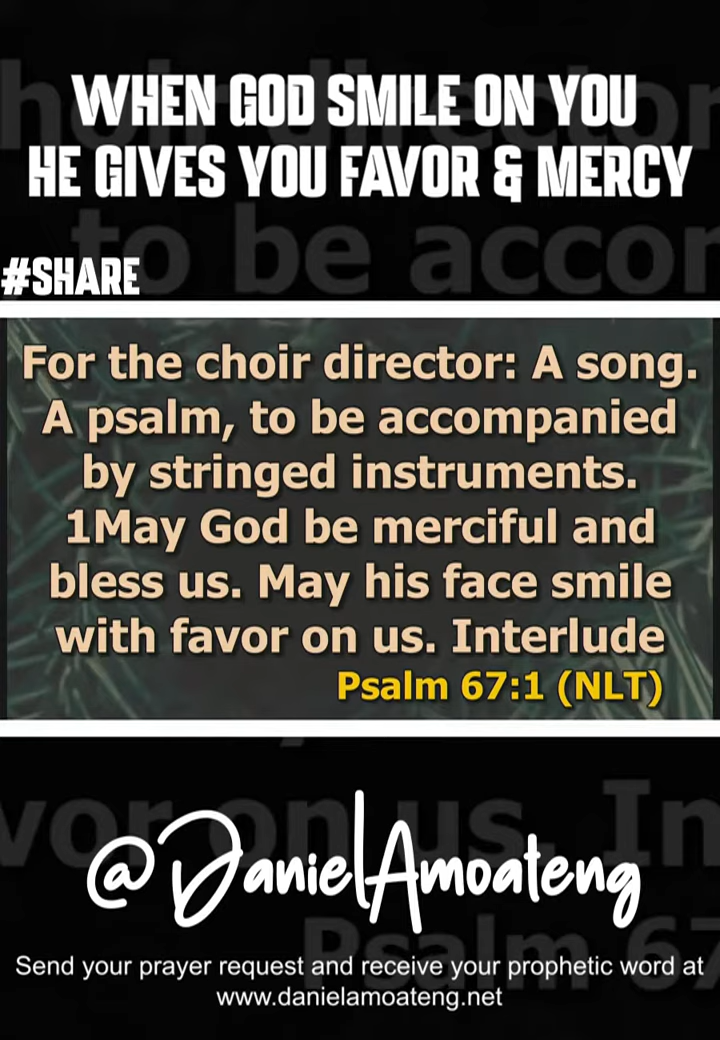 WHEN GOD SMILE ON YOU
HE GIVES YOU FAVOR & MERCY
#SHARE
For the choir director: A song.
A psalm, to be accompanied
by stringed instruments.
1May God be merciful and
bless us. May his face smile
with favor on us. Interlude
Psalm 67:1 (NLT)
@DanielAmoateng
Send your prayer request and receive your prophetic word at
www.danielamoateng.net